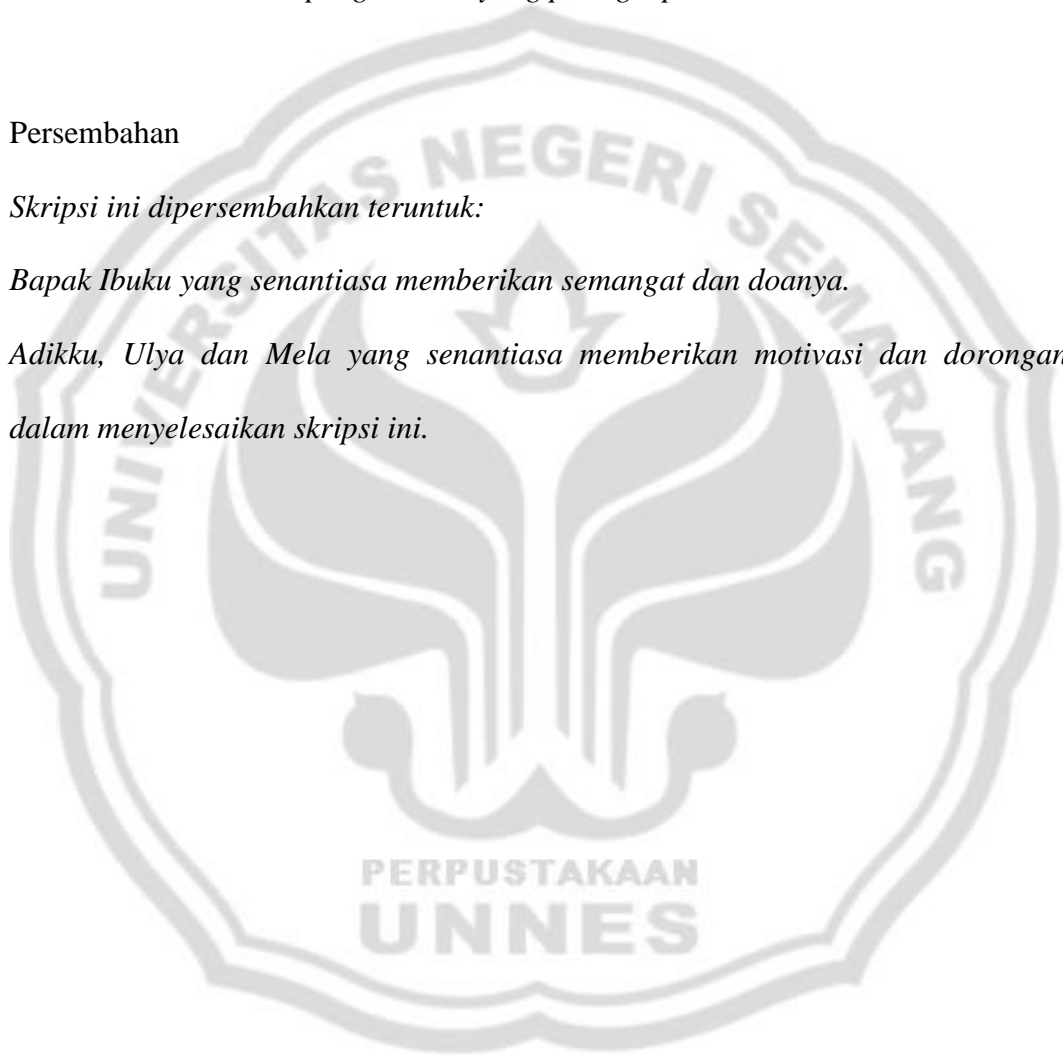 Persembahan
Skripsi ini dipersembahkan teruntuk:
Bapak Ibuku yang senantiasa memberikan semangat dan doanya.
Adikku, Ulya dan Mela yang senantiasa memberikan motivasi dan dorongan
dalam menyelesaikan skripsi ini.
UNIVERSITAS NEGERI SEMARANG
PERPUSTAKAAN
UNNES